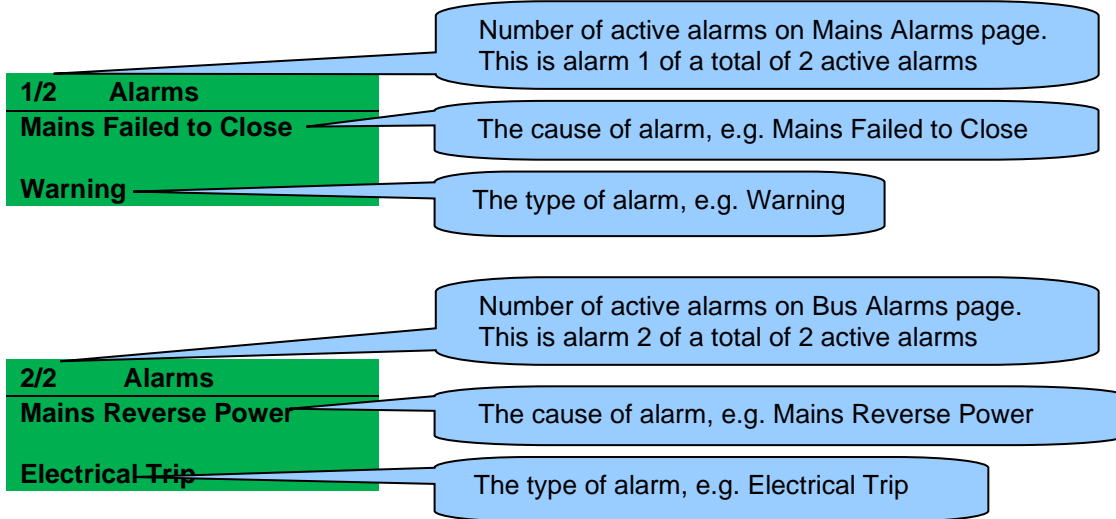 Number of active alarms on Mains Alarms page.
This is alarm 1 of a total of 2 active alarms
1/2 Alarms
Mains Failed to Close
The cause of alarm, e.g. Mains Failed to Close
Warning
The type of alarm, e.g. Warning
Number of active alarms on Bus Alarms page.
This is alarm 2 of a total of 2 active alarms
2/2 Alarms
Mains Reverse Power
The cause of alarm, e.g. Mains Reverse Power
Electrical Trip
The type of alarm, e.g. Electrical Trip